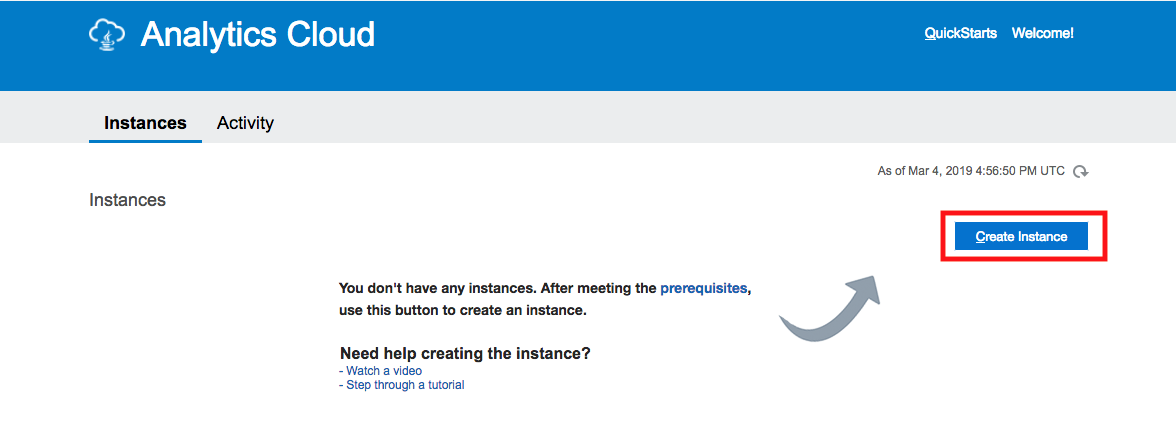 Analytics Cloud
QuickStarts Welcome!
Instances Activity
As of Mar 4, 2019 4:56:50 PM UTC
Instances
Create Instance
You don't have any instances. After meeting the prerequisites,
use this button to create an instance.
Need help creating the instance?
- Watch a video
- Step through a tutorial